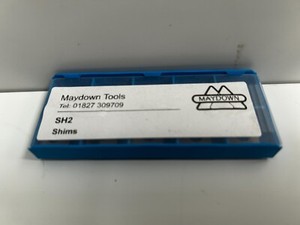 Maydown Tools
Tel: 01827 309709
MAYDOWN
SH2
Shims